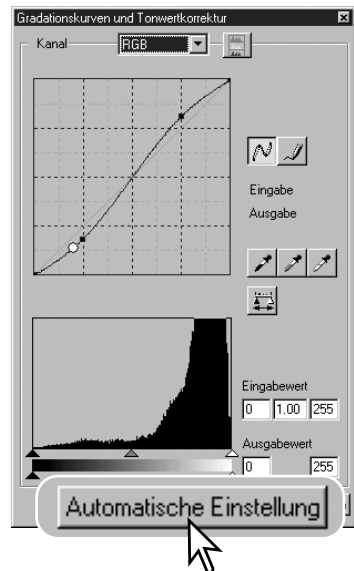 Gradationskurven und Tonwertkorrektur
Kanal RGB
Eingabe
Ausgabe
Eingabewert
0 1.00 255
Ausgabewert
0 255
Automatische Einstellung